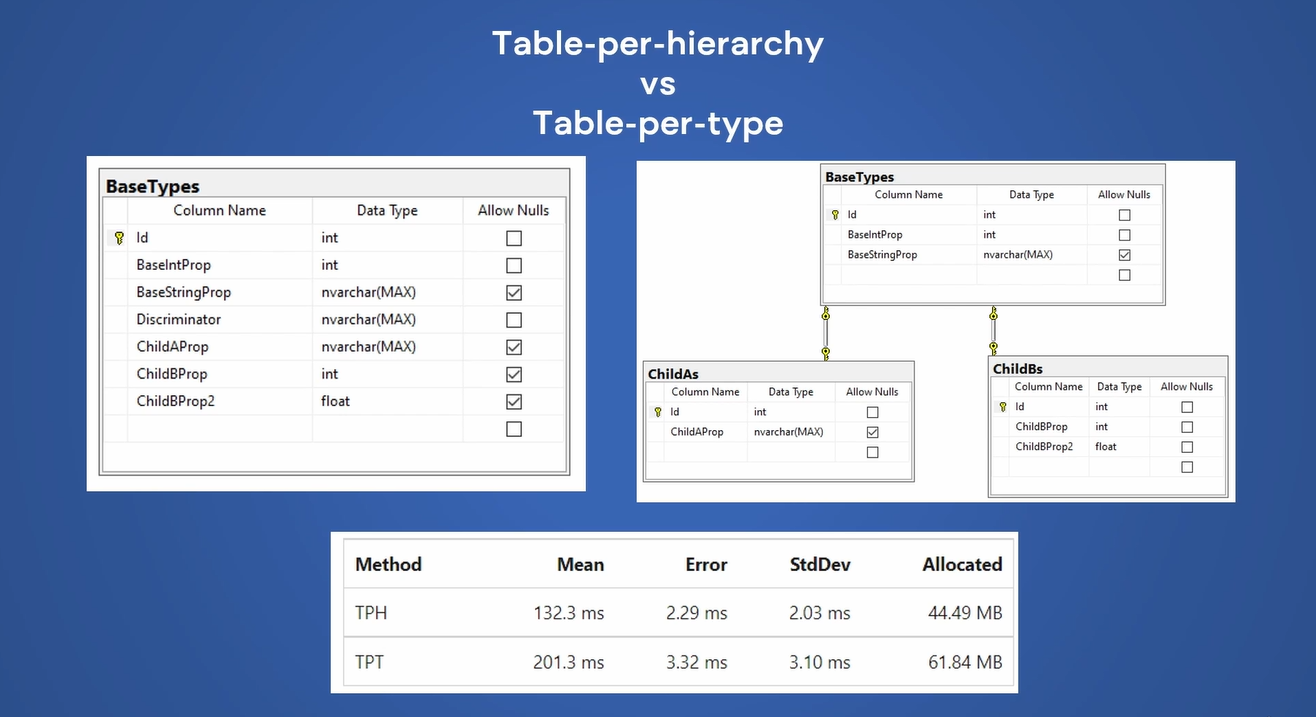 Table-per-hierarchy
vs
Table-per-type
BaseTypes
Column Name Data Type Allow Nulls
Id int
BaseIntProp int
BaseStringProp nvarchar(MAX)
Discriminator nvarchar(MAX)
ChildAProp nvarchar(MAX)
ChildBProp int
ChildBProp2 float
BaseTypes
Column Name Data Type Allow Nulls
Id int
BaseIntProp int
BaseStringProp nvarchar(MAX)
ChildAs
Column Name Data Type Allow Nulls
Id int
ChildAProp nvarchar(MAX)
ChildBs
Column Name Data Type Allow Nulls
Id int
ChildBProp int
ChildBProp2 float
Method Mean Error StdDev Allocated
TPH 132.3 ms 2.29 ms 2.03 ms 44.49 MB
TPT 201.3 ms 3.32 ms 3.10 ms 61.84 MB